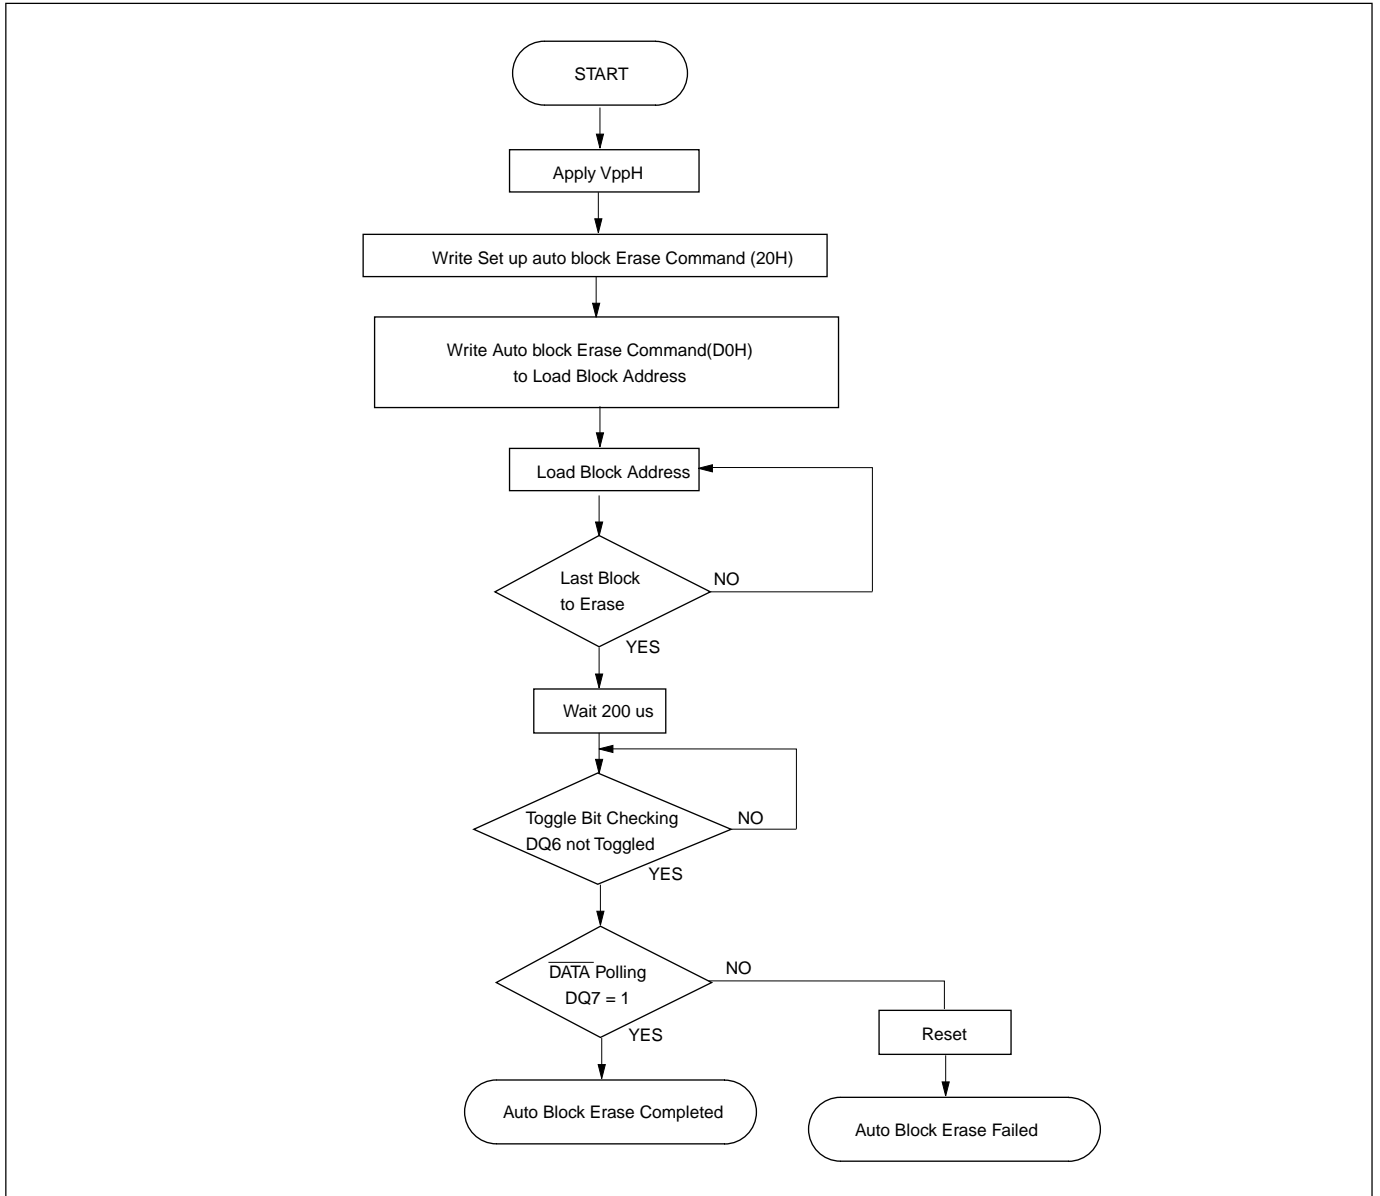 START
Apply VppH
Write Set up auto block Erase Command (20H)
Write Auto block Erase Command(D0H)
to Load Block Address
Load Block Address
Last Block
to Erase
NO
YES
Wait 200 us
Toggle Bit Checking
DQ6 not Toggled
NO
YES
DATA Polling
DQ7 = 1
NO
YES
Reset
Auto Block Erase Completed
Auto Block Erase Failed